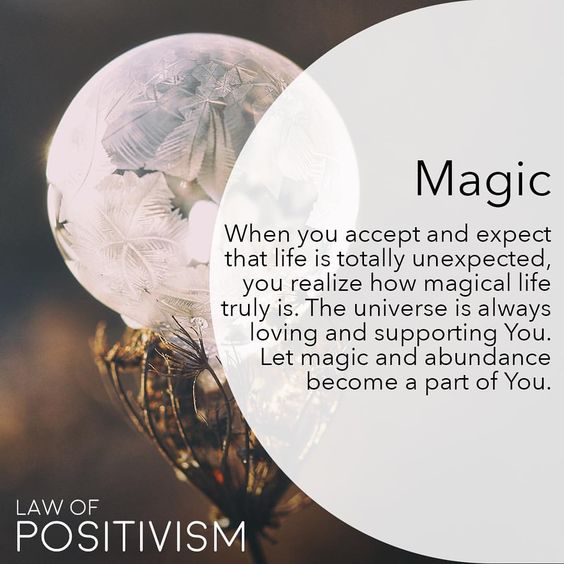 Magic
When you accept and expect
that life is totally unexpected,
you realize how magical life
truly is. The universe is always
loving and supporting You.
Let magic and abundance
become a part of You.
LAW OF
POSITIVISM